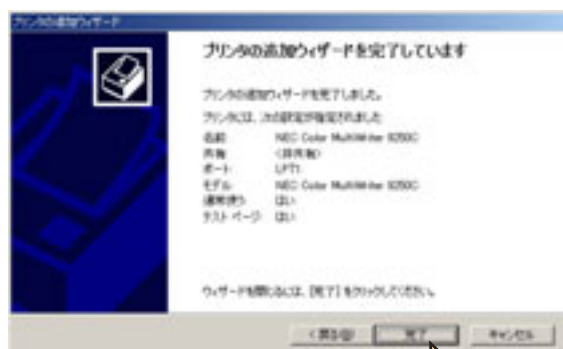 プリンタの追加ウィザード
プリンタの追加ウィザードを完了しています
プリンタの追加ウィザードを完了しました。
プリンタには、次の設定が指定されました
名前 NEC Color MultiWriter 9250C
共有 <非共有>
ポート LPT1:
モデル NEC Color MultiWriter 9250C
通常使う はい
テスト ページ はい
ウィザードを閉じるには、[完了] をクリックしてください。
< 戻る(B)
完了
キャンセル